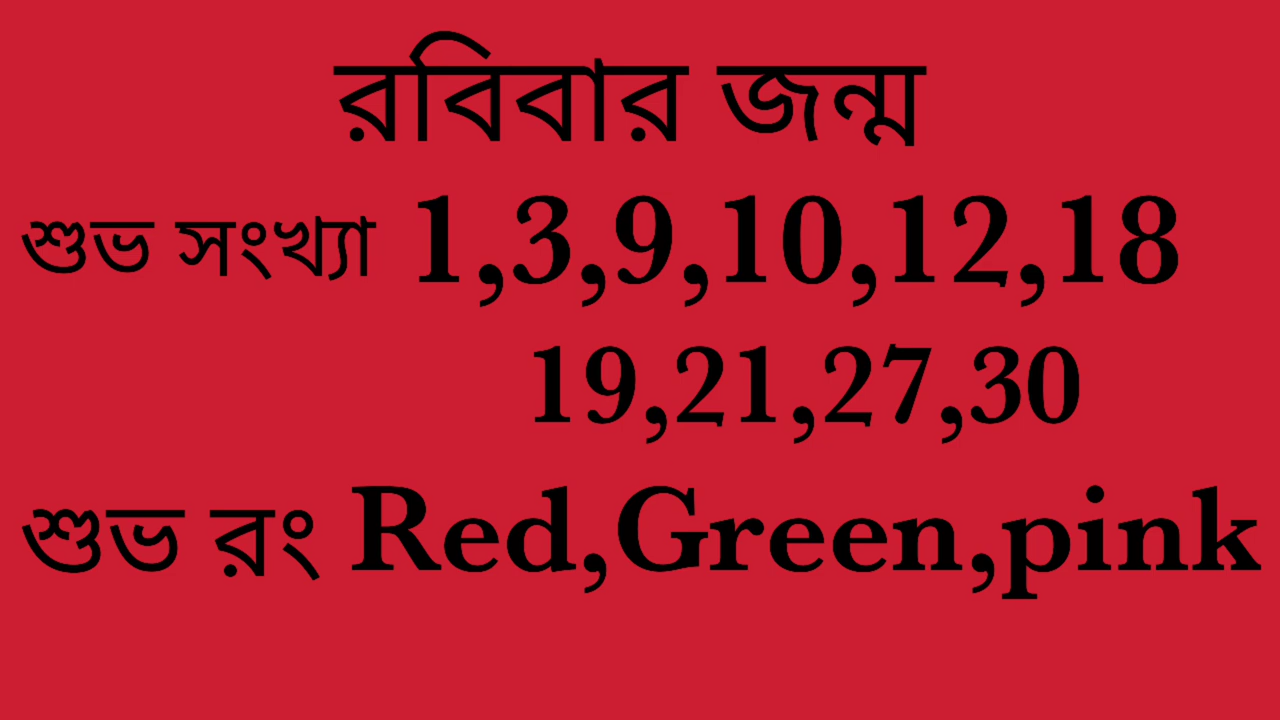 রবিবার জন্ম
শুভ সংখ্যা 1,3,9,10,12,18
19,21,27,30
শুভ রং Red,Green,pink